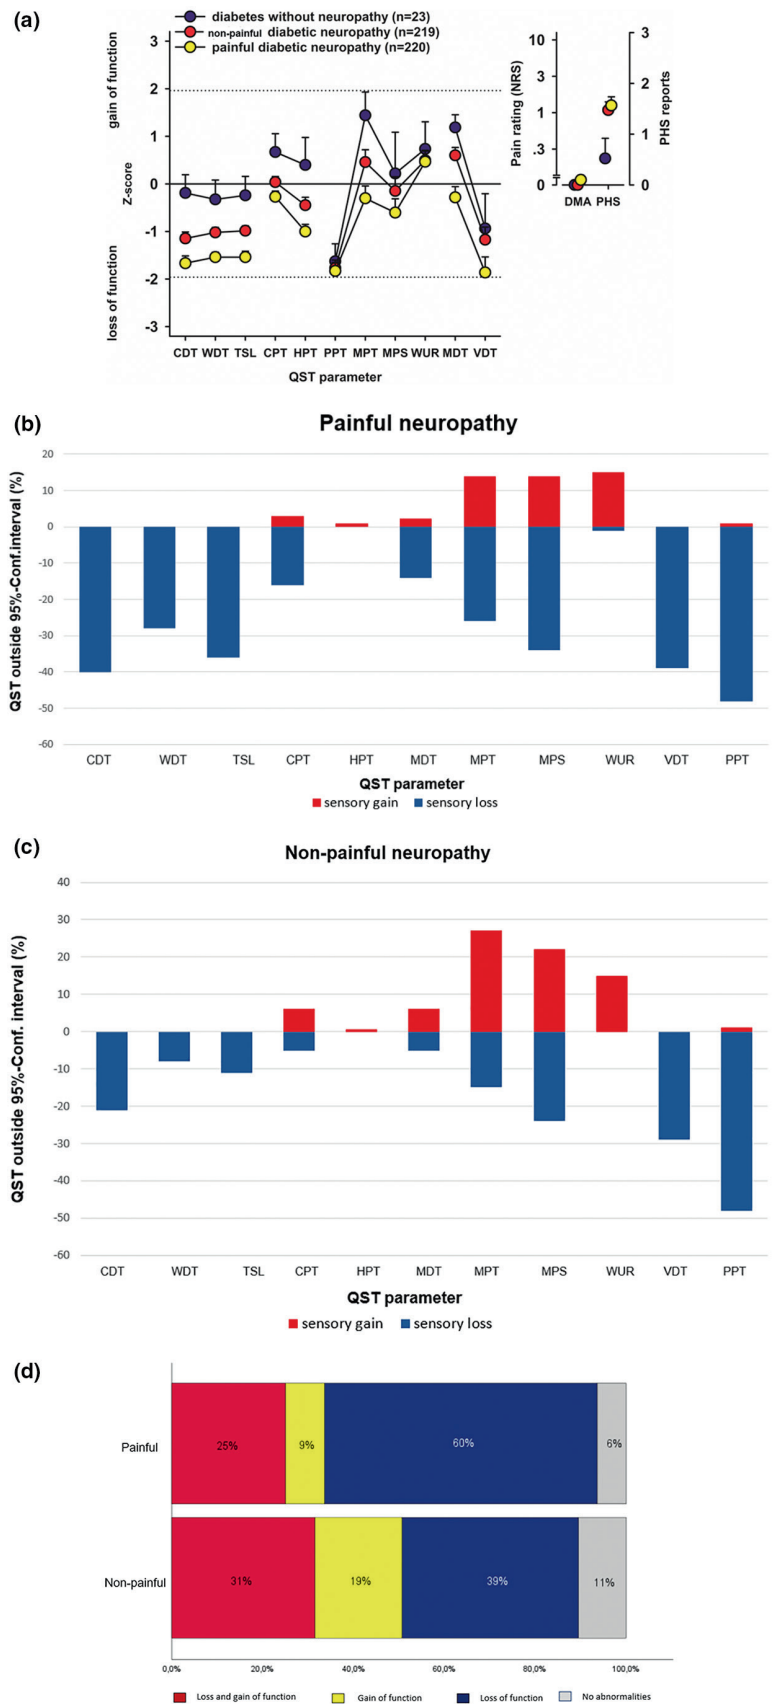 (a)
diabetes without neuropathy (n=23)
non-painful diabetic neuropathy (n=219)
painful diabetic neuropathy (n=220)
gain of function
Z-score
loss of function
3
2
1
0
-1
-2
-3
CDT WDT TSL CPT HPT PPT MPT MPS WUR MDT VDT
QST parameter
Pain rating (NRS)
10
3
1
.3
0
PHS reports
3
2
1
0
DMA PHS
(b)
Painful neuropathy
QST outside 95%-Conf.interval (%)
20
10
0
-10
-20
-30
-40
-50
-60
CDT WDT TSL CPT HPT MDT MPT MPS WUR VDT PPT
QST parameter
sensory gain sensory loss
(c)
Non-painful neuropathy
QST outside 95%-Conf. interval (%)
40
30
20
10
0
-10
-20
-30
-40
-50
-60
CDT WDT TSL CPT HPT MDT MPT MPS WUR VDT PPT
QST parameter
sensory gain sensory loss
(d)
Painful
25% 9% 60% 6%
Non-painful
31% 19% 39% 11%
0,0% 20,0% 40,0% 60,0% 80,0% 100,0%
Loss and gain of function Gain of function Loss of function No abnormalities